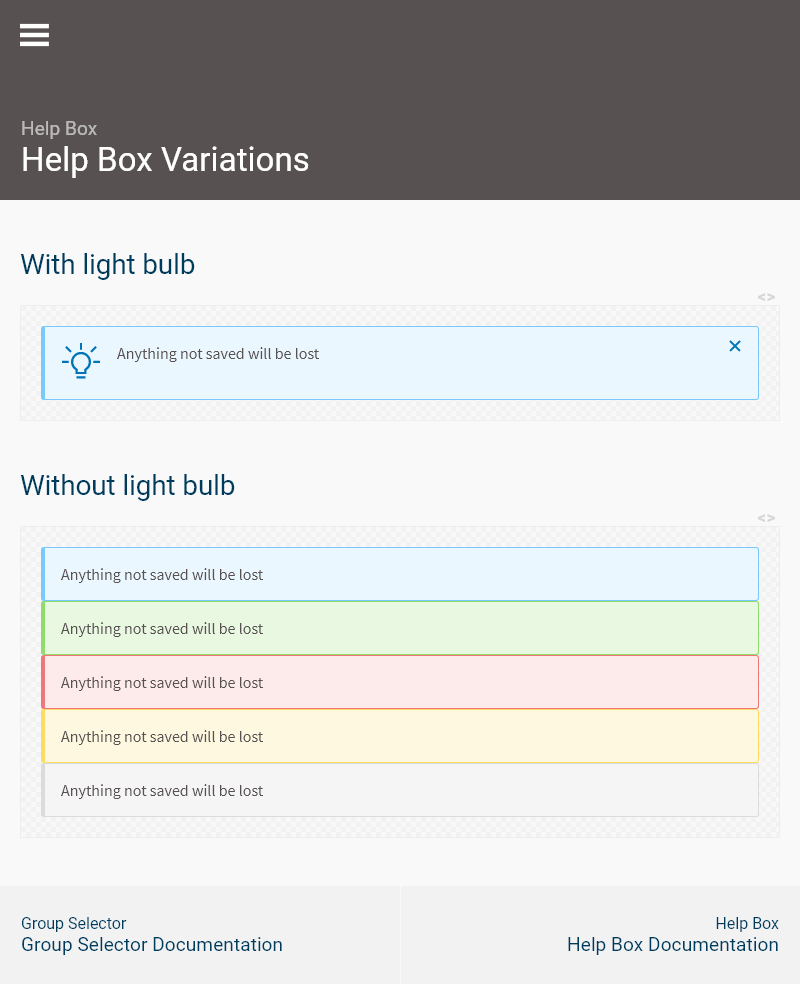 Help Box
Help Box Variations
With light bulb
<>
Anything not saved will be lost
Without light bulb
<>
Anything not saved will be lost
Anything not saved will be lost
Anything not saved will be lost
Anything not saved will be lost
Anything not saved will be lost
Group Selector
Group Selector Documentation
Help Box
Help Box Documentation